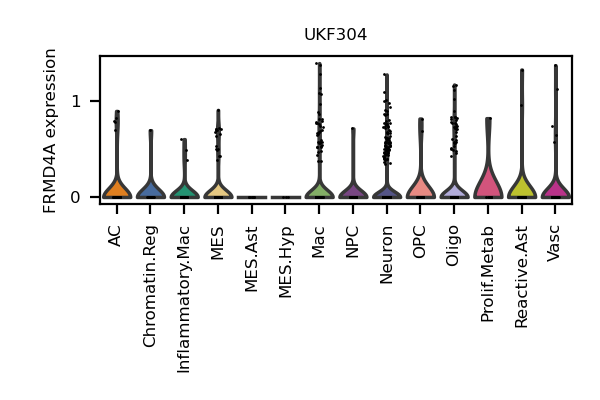 UKF304
FRMD4A expression
1
0
AC
Chromatin.Reg
Inflammatory.Mac
MES
MES.Ast
MES.Hyp
Mac
NPC
Neuron
OPC
Oligo
Prolif.Metab
Reactive.Ast
Vasc